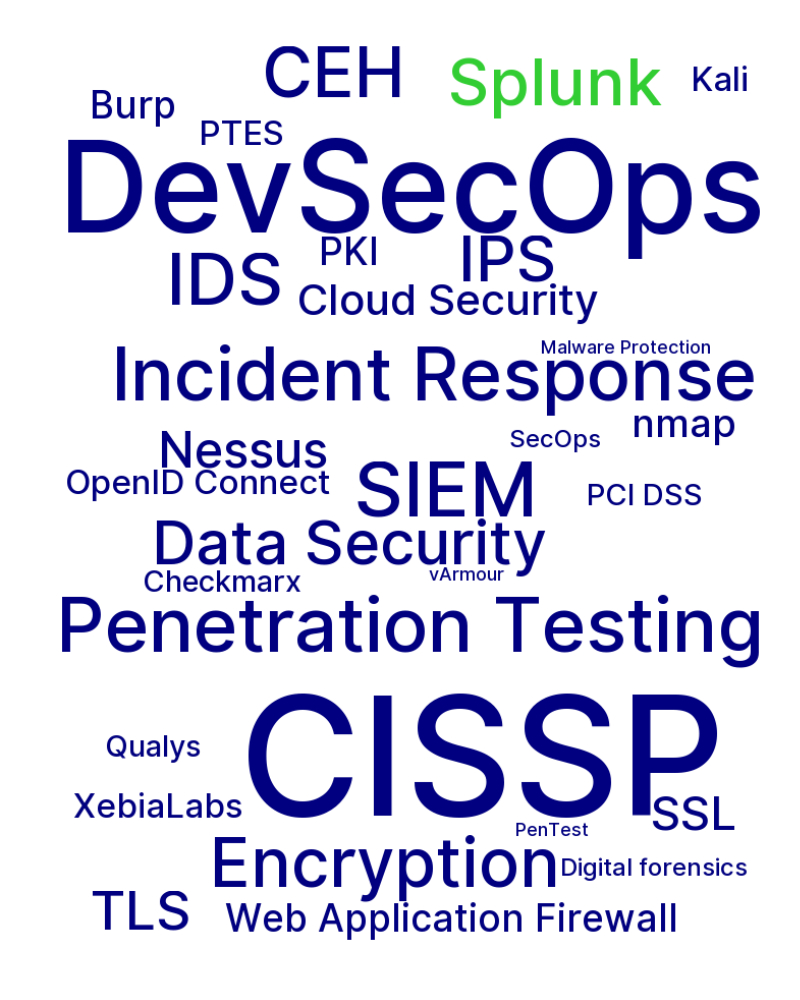 CEH
Splunk
Kali
Burp
PTES
DevSecOps
PKI
IPS
IDS
Cloud Security
Malware Protection
Incident Response
nmap
SecOps
Nessus
OpenID Connect
SIEM
PCI DSS
Data Security
vArmour
Checkmarx
Penetration Testing
CISSP
Qualys
XebiaLabs
SSL
PenTest
Encryption
Digital forensics
TLS
Web Application Firewall